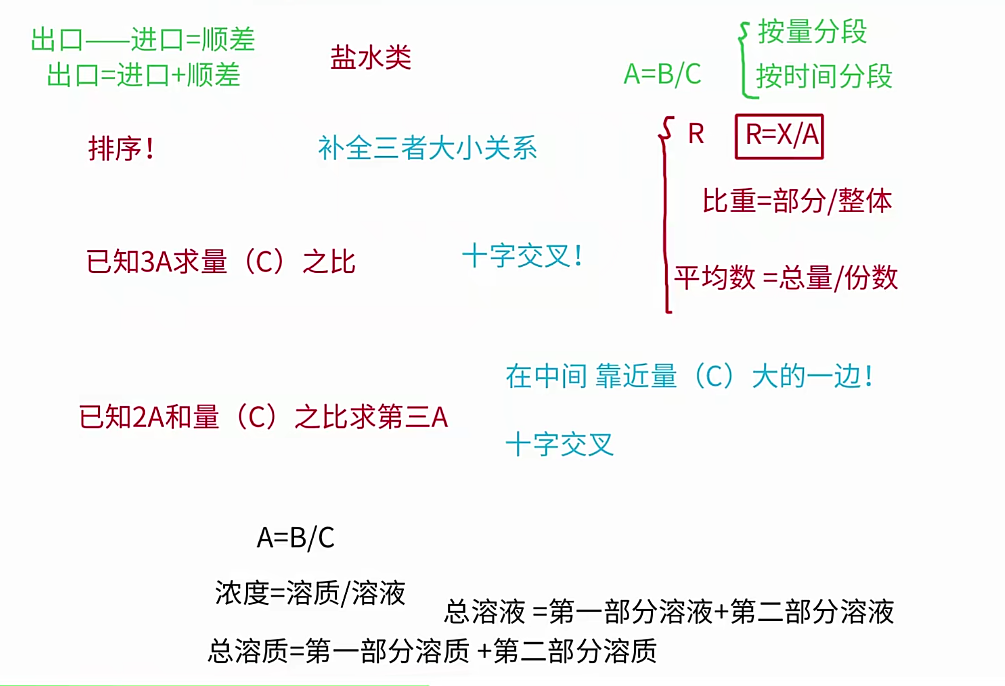 出口——进口=顺差
出口=进口+顺差
盐水类
A=B/C
按量分段
按时间分段
排序！
补全三者大小关系
R
R=X/A
比重=部分/整体
平均数 =总量/份数
已知3A求量（C）之比
十字交叉！
已知2A和量（C）之比求第三A
在中间 靠近量（C）大的一边！
十字交叉
A=B/C
浓度=溶质/溶液
总溶液 =第一部分溶液+第二部分溶液
总溶质=第一部分溶质 +第二部分溶质